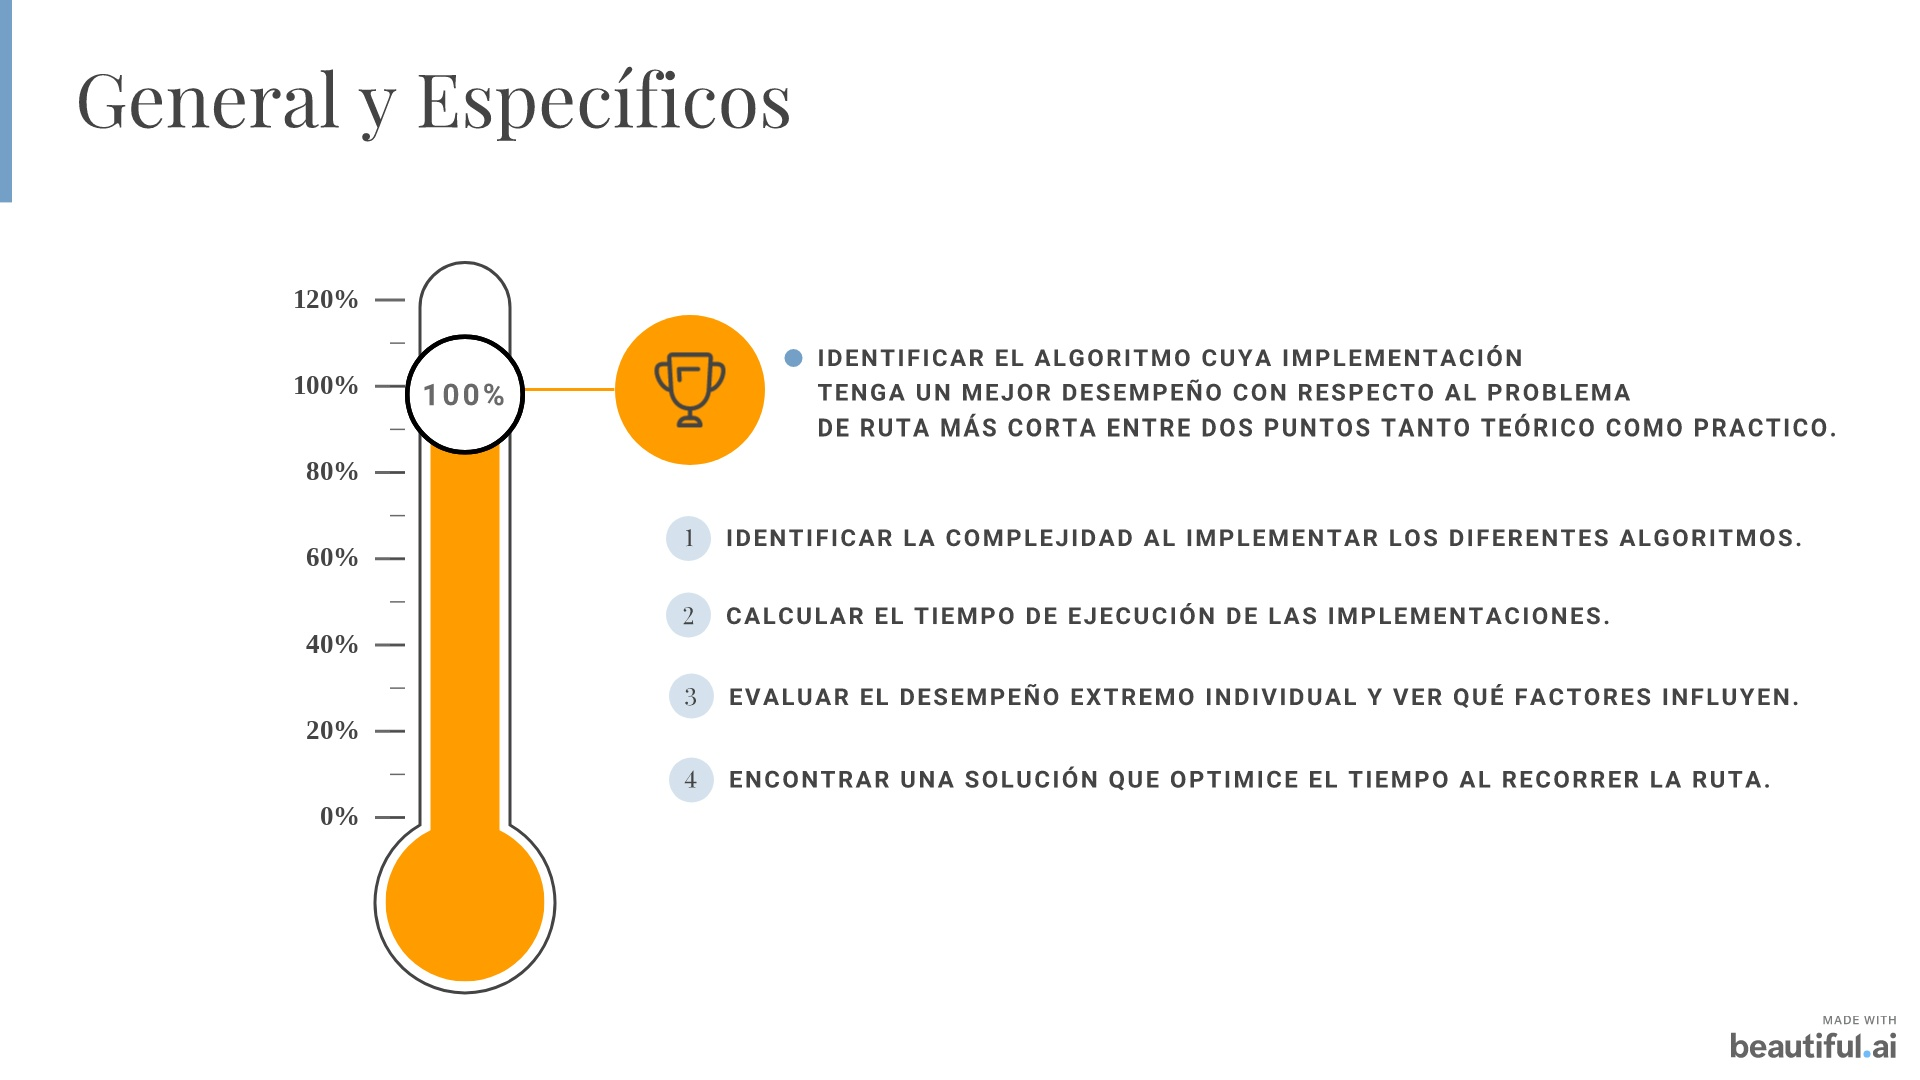 General y Específicos
120%
100%
80%
60%
40%
20%
0%
100%
IDENTIFICAR EL ALGORITMO CUYA IMPLEMENTACIÓN
TENGA UN MEJOR DESEMPEÑO CON RESPECTO AL PROBLEMA
DE RUTA MÁS CORTA ENTRE DOS PUNTOS TANTO TEÓRICO COMO PRACTICO.
1 IDENTIFICAR LA COMPLEJIDAD AL IMPLEMENTAR LOS DIFERENTES ALGORITMOS.
2 CALCULAR EL TIEMPO DE EJECUCIÓN DE LAS IMPLEMENTACIONES.
3 EVALUAR EL DESEMPEÑO EXTREMO INDIVIDUAL Y VER QUÉ FACTORES INFLUYEN.
4 ENCONTRAR UNA SOLUCIÓN QUE OPTIMICE EL TIEMPO AL RECORRER LA RUTA.
MADE WITH
beautiful.ai